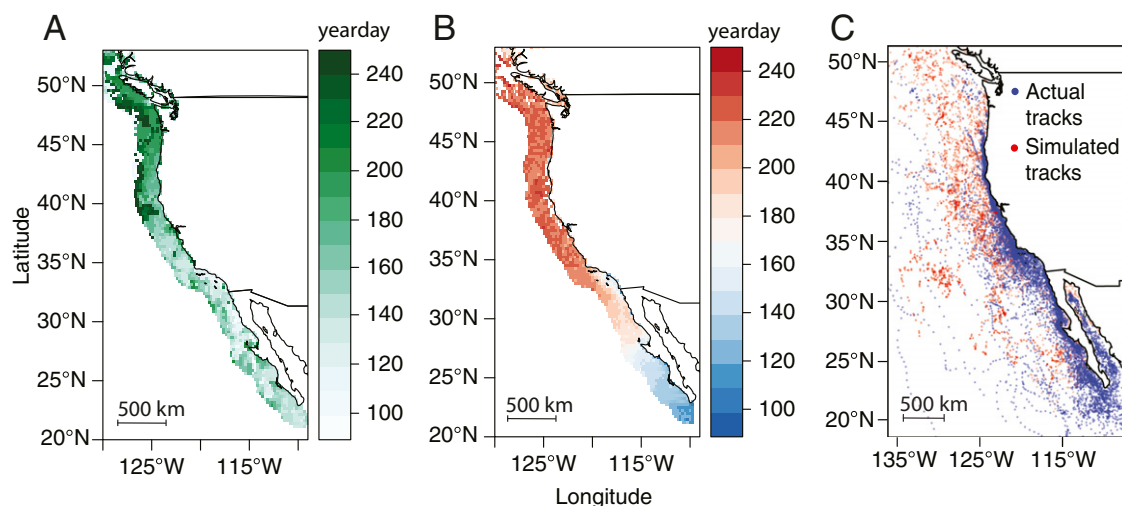 A
yearday
50°N
45°N
40°N
35°N
30°N
25°N
20°N
Latitude
500 km
125°W
115°W
240
220
200
180
160
140
120
100
B
yearday
50°N
45°N
40°N
35°N
30°N
25°N
20°N
500 km
125°W
115°W
240
220
200
180
160
140
120
100
Longitude
C
50°N
45°N
40°N
35°N
30°N
25°N
20°N
Actual
tracks
Simulated
tracks
500 km
135°W
125°W
115°W